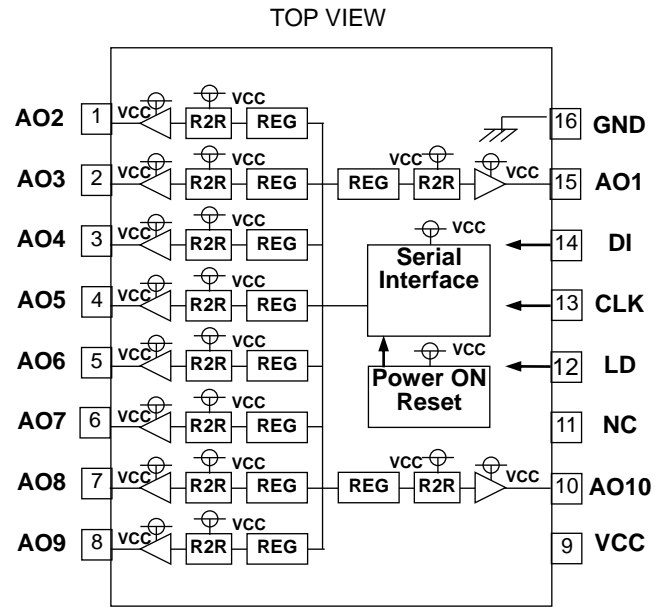 TOP VIEW
AO2 1 VCC R2R VCC REG 16 GND
AO3 2 VCC R2R VCC REG REG VCC R2R VCC 15 AO1
AO4 3 VCC R2R VCC REG VCC 14 DI
Serial
Interface
AO5 4 VCC R2R VCC REG 13 CLK
AO6 5 VCC R2R VCC REG VCC 12 LD
Power ON
Reset
AO7 6 VCC R2R VCC REG 11 NC
AO8 7 VCC R2R VCC REG REG VCC R2R VCC 10 AO10
AO9 8 VCC R2R VCC REG 9 VCC